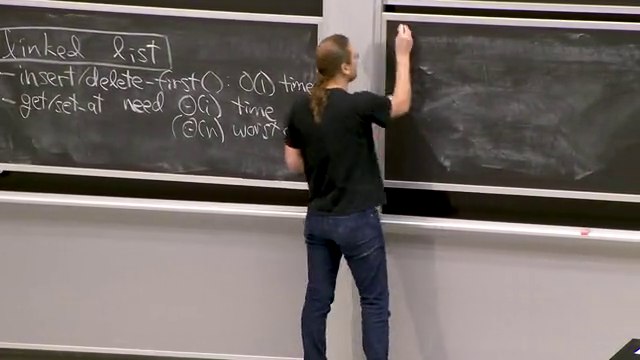 linked list
- insert/delete-first(): O(1) time
- get/set-at need Θ(i) time
(Θ(n) worst